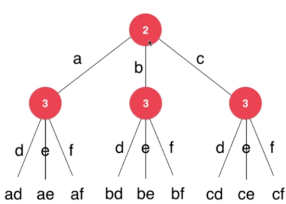 2
a b c
3 3 3
d e f d e f d e f
ad ae af bd be bf cd ce cf